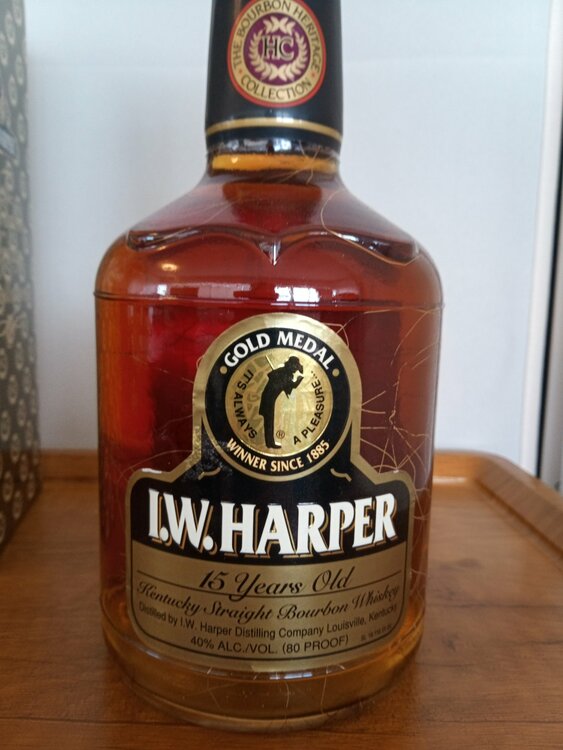 THE BOURBON HERITAGE
HC
COLLECTION
GOLD MEDAL
IT'S ALWAYS A PLEASURE...
®
WINNER SINCE 1885
I.W. HARPER
15 Years Old
Kentucky Straight Bourbon Whiskey
Distilled by I.W. Harper Distilling Company Louisville, Kentucky
40% ALC./VOL. (80 PROOF)